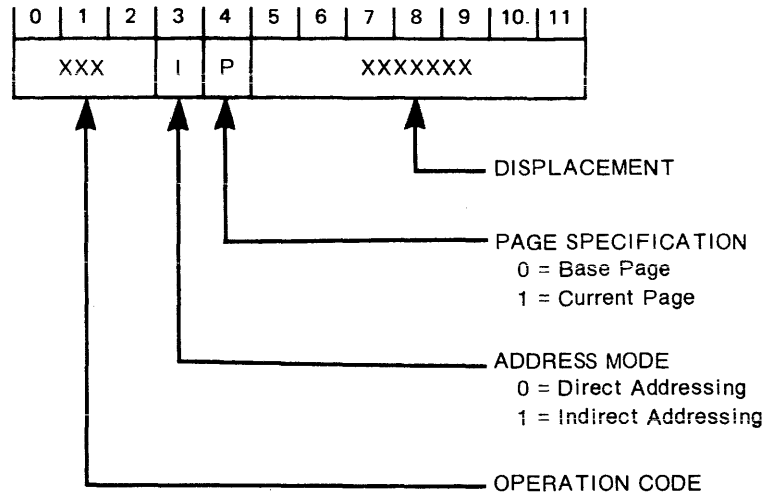 0 1 2 3 4 5 6 7 8 9 10. 11
XXX I P XXXXXXX
DISPLACEMENT
PAGE SPECIFICATION
0 = Base Page
1 = Current Page
ADDRESS MODE
0 = Direct Addressing
1 = Indirect Addressing
OPERATION CODE